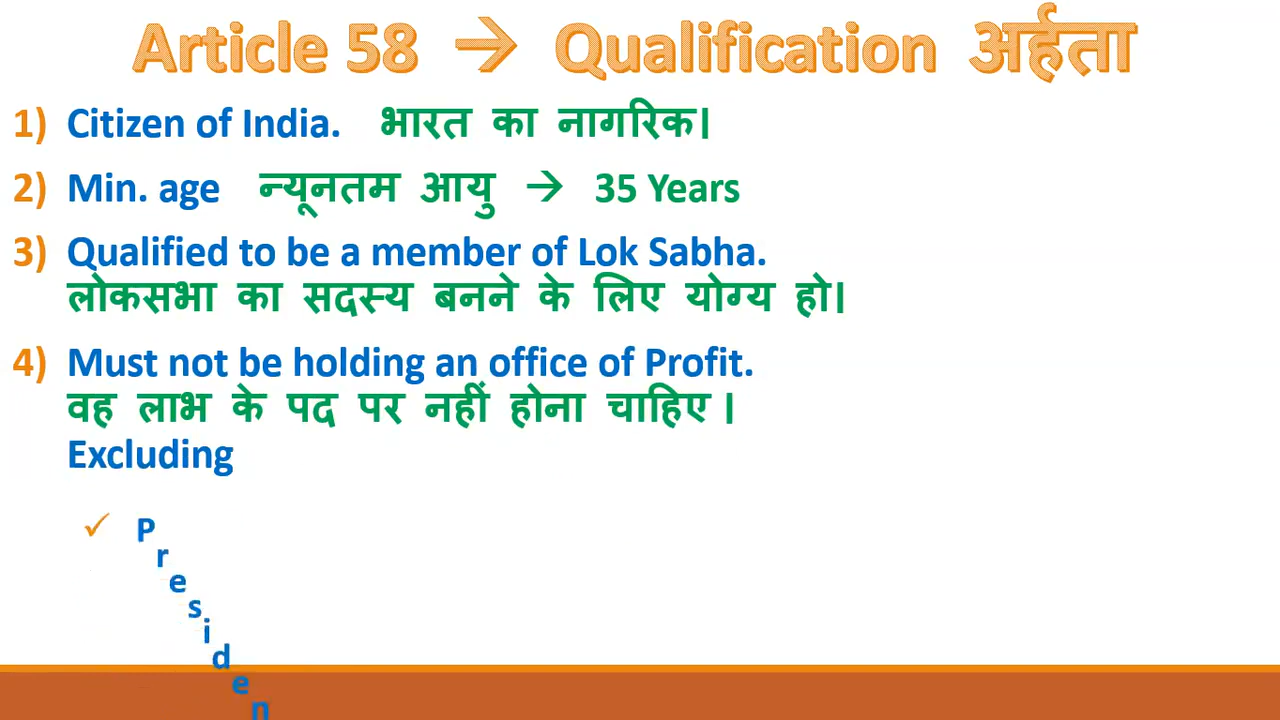 Article 58 → Qualification अर्हता
1) Citizen of India. भारत का नागरिक।
2) Min. age न्यूनतम आयु → 35 Years
3) Qualified to be a member of Lok Sabha.
लोकसभा का सदस्य बनने के लिए योग्य हो।
4) Must not be holding an office of Profit.
वह लाभ के पद पर नहीं होना चाहिए ।
Excluding
✓ Presiden